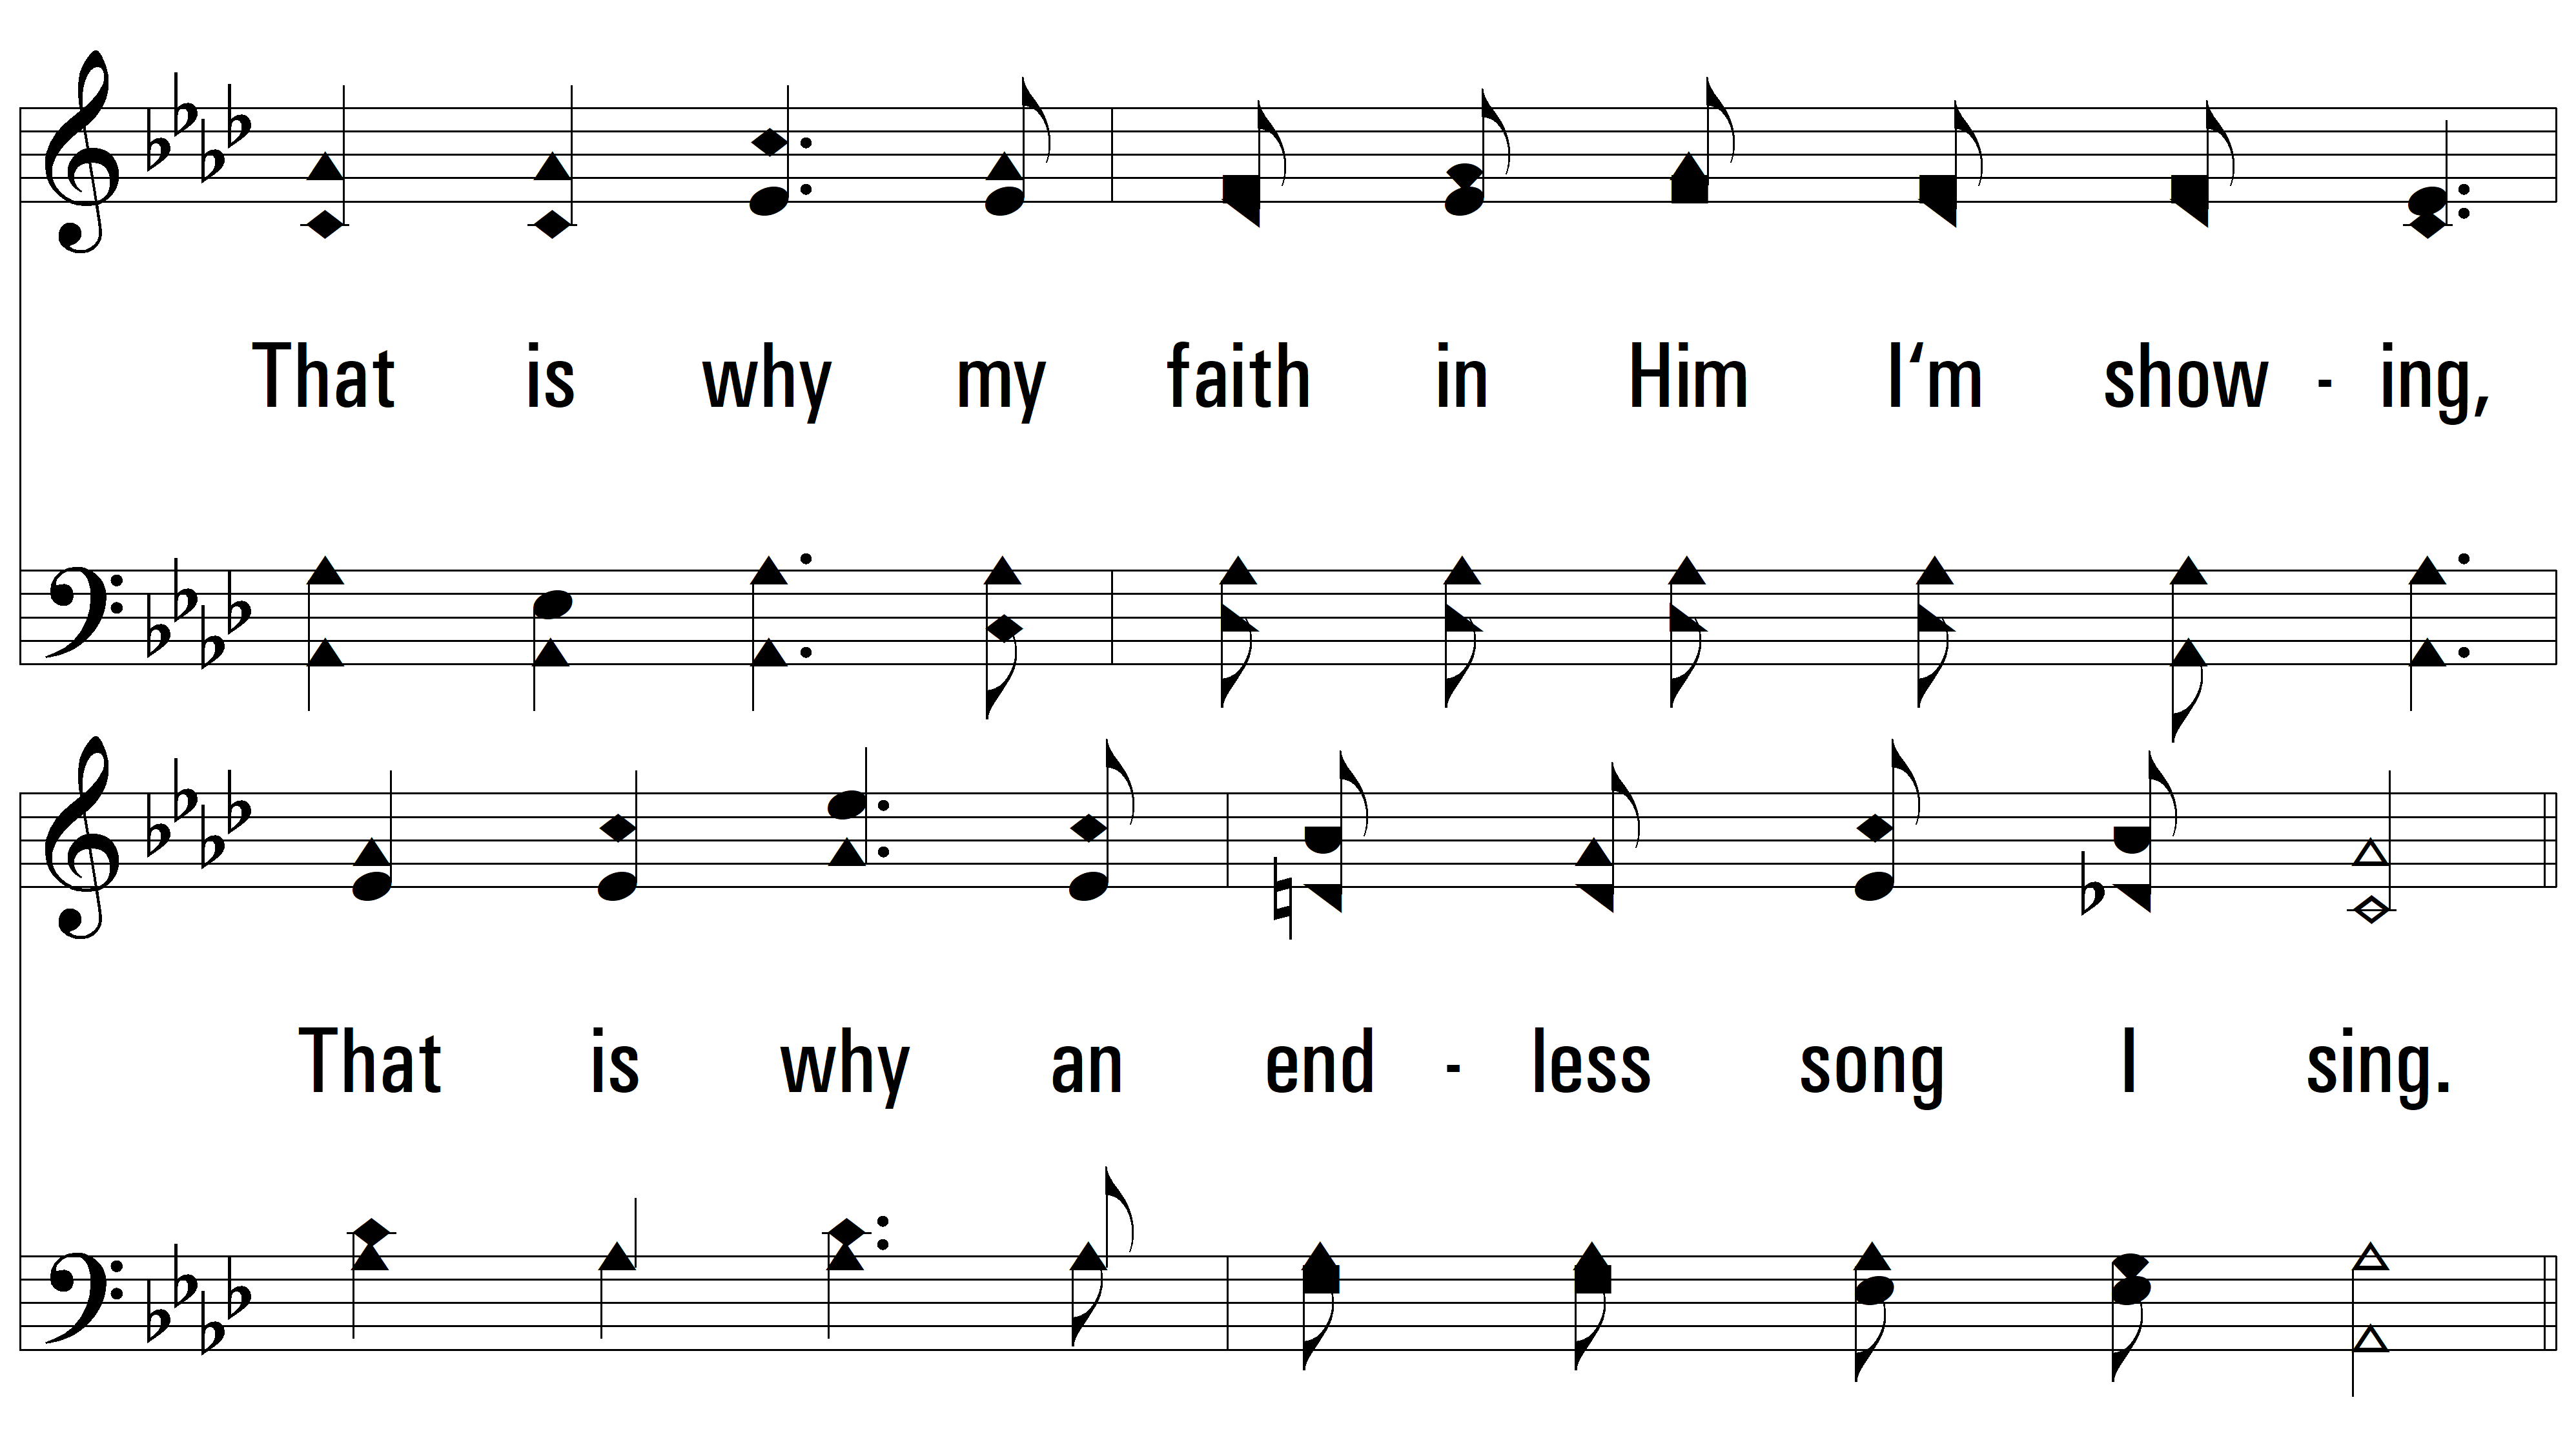 That is why my faith in Him I‘m show - ing,
That is why an end - less song I sing.